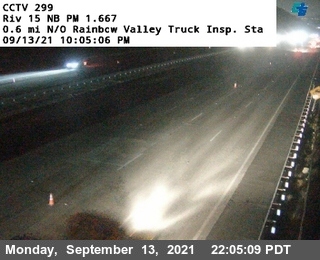 CCTV 299
Riv 15 NB PM 1.667
0.6 mi N/O Rainbcw Valley Truck Insp. Sta
09/13/21 10:05:06 PM
Monday, September 13, 2021 22:05:09 PDT